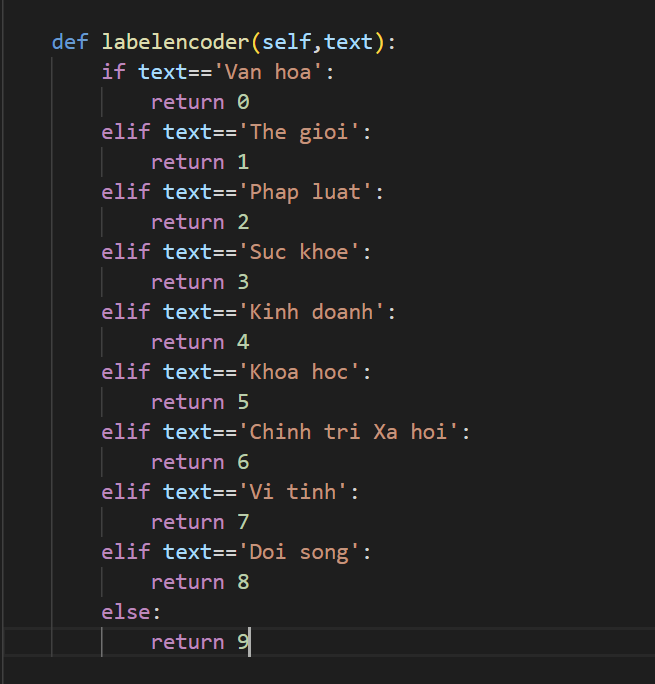 def labelencoder(self,text):
if text=='Van hoa':
return 0
elif text=='The gioi':
return 1
elif text=='Phap luat':
return 2
elif text=='Suc khoe':
return 3
elif text=='Kinh doanh':
return 4
elif text=='Khoa hoc':
return 5
elif text=='Chinh tri Xa hoi':
return 6
elif text=='Vi tinh':
return 7
elif text=='Doi song':
return 8
else:
return 9